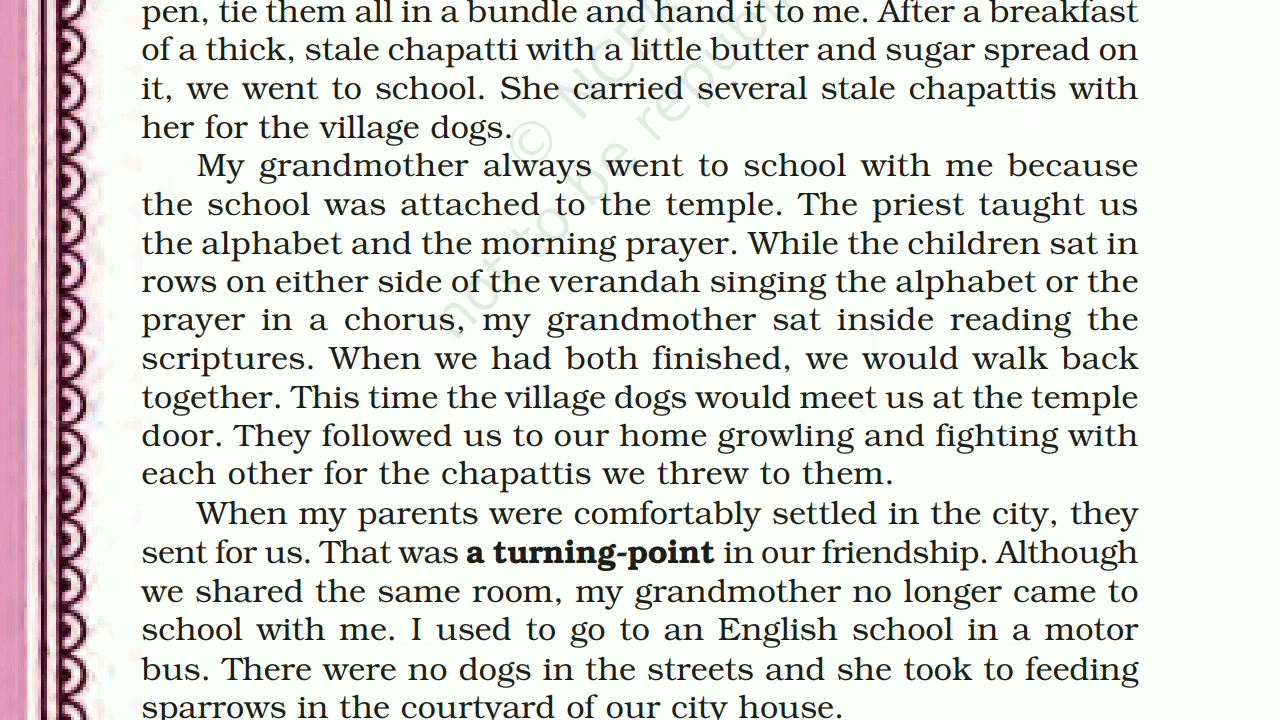 pen, tie them all in a bundle and hand it to me. After a breakfast
of a thick, stale chapatti with a little butter and sugar spread on
it, we went to school. She carried several stale chapattis with
her for the village dogs.
My grandmother always went to school with me because
the school was attached to the temple. The priest taught us
the alphabet and the morning prayer. While the children sat in
rows on either side of the verandah singing the alphabet or the
prayer in a chorus, my grandmother sat inside reading the
scriptures. When we had both finished, we would walk back
together. This time the village dogs would meet us at the temple
door. They followed us to our home growling and fighting with
each other for the chapattis we threw to them.
When my parents were comfortably settled in the city, they
sent for us. That was a turning-point in our friendship. Although
we shared the same room, my grandmother no longer came to
school with me. I used to go to an English school in a motor
bus. There were no dogs in the streets and she took to feeding
sparrows in the courtyard of our city house.
©
not to be